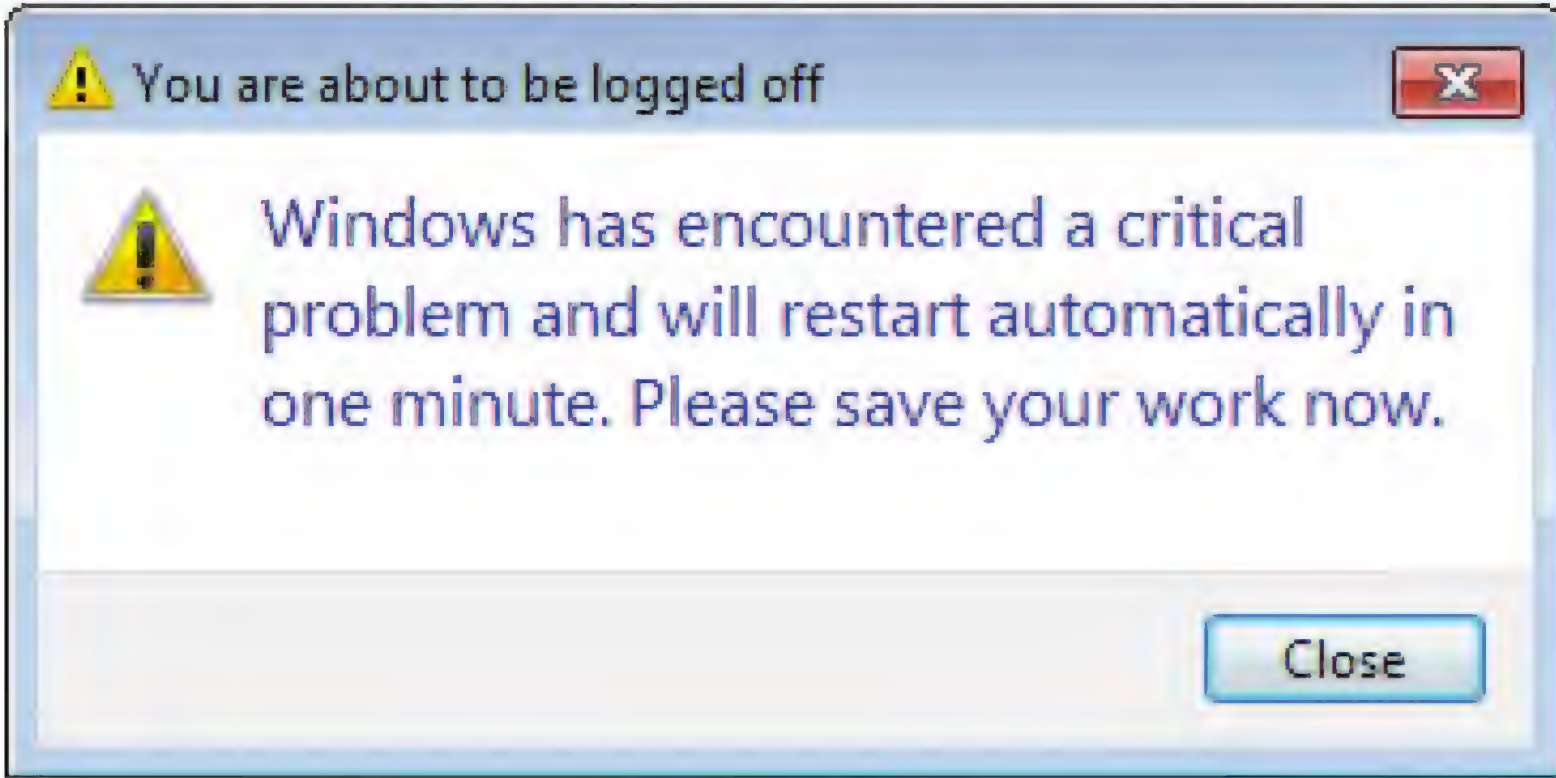 You are about to be logged off
Windows has encountered a critical
problem and will restart automatically in
one minute. Please save your work now.
Close